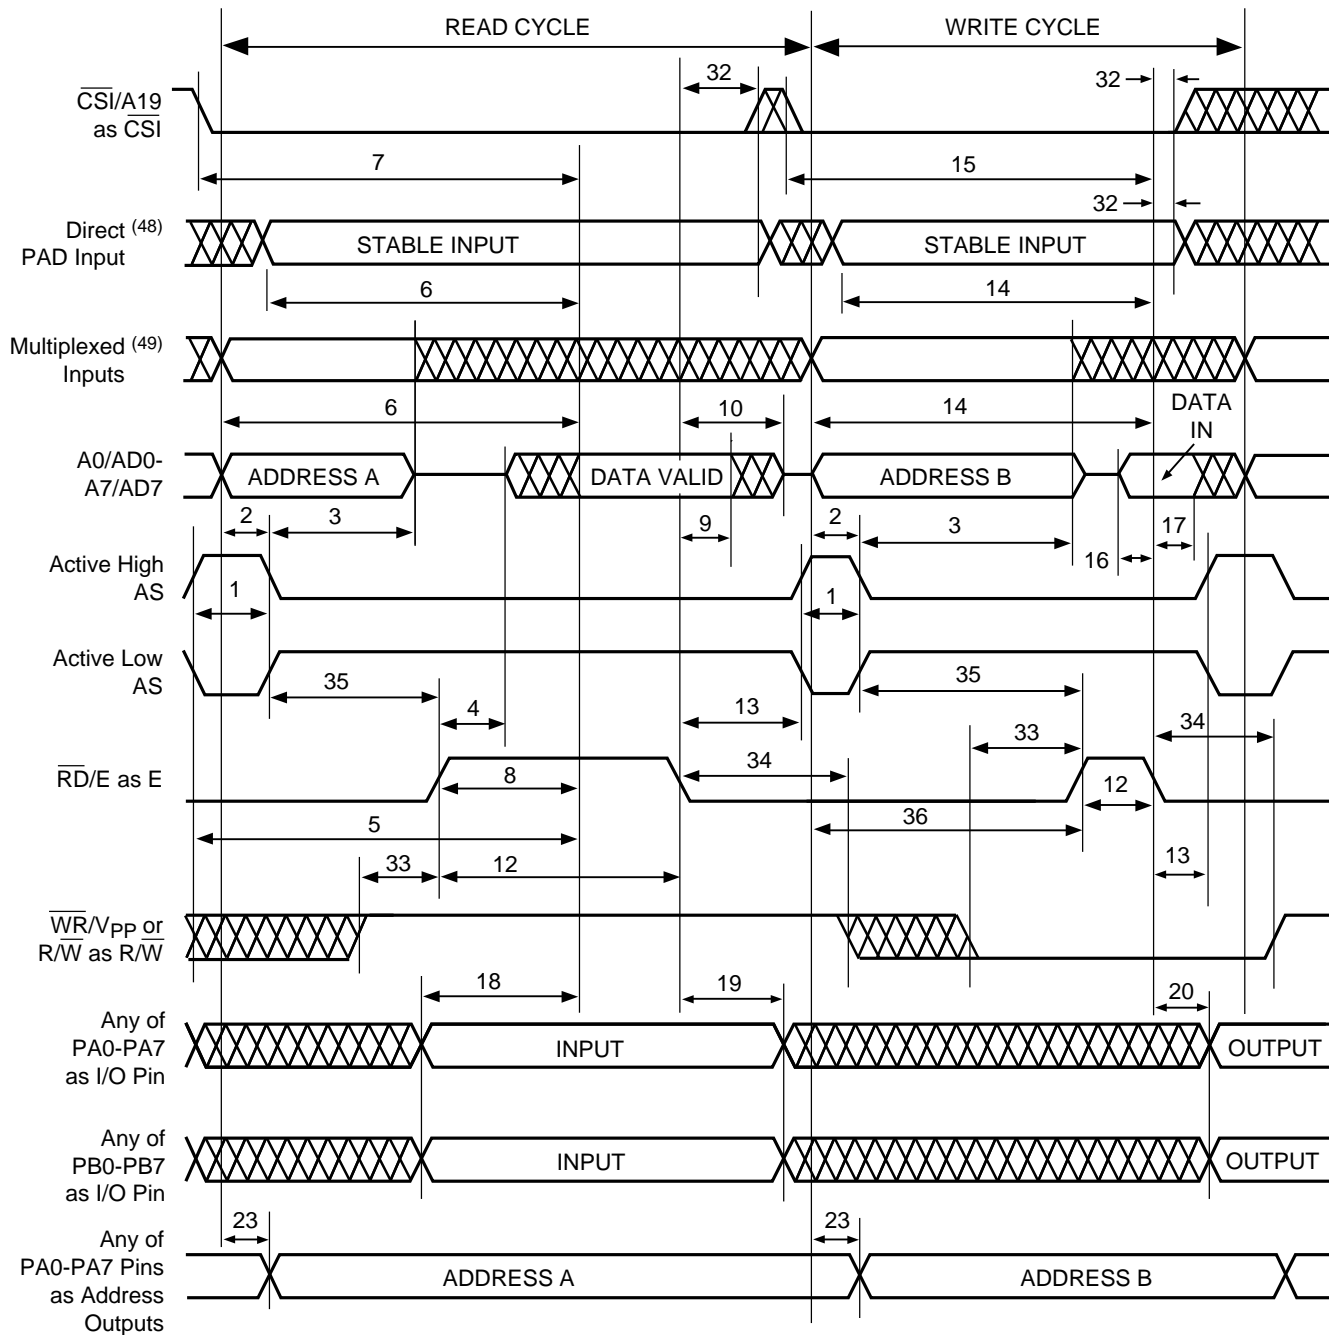 READ CYCLE
WRITE CYCLE
32
32
CSI/A19
as CSI
7
15
32
Direct (48)
PAD Input
STABLE INPUT
STABLE INPUT
6
14
Multiplexed (49)
Inputs
6
10
14
DATA
IN
A0/AD0-
A7/AD7
ADDRESS A
DATA VALID
ADDRESS B
2
3
9
2
3
17
16
Active High
AS
1
1
Active Low
AS
35
4
13
35
34
33
34
RD/E as E
8
12
36
5
13
33
12
WR/VPP or
R/W as R/W
18
19
20
Any of
PA0-PA7
as I/O Pin
INPUT
OUTPUT
Any of
PB0-PB7
as I/O Pin
INPUT
OUTPUT
23
23
Any of
PA0-PA7 Pins
as Address
Outputs
ADDRESS A
ADDRESS B